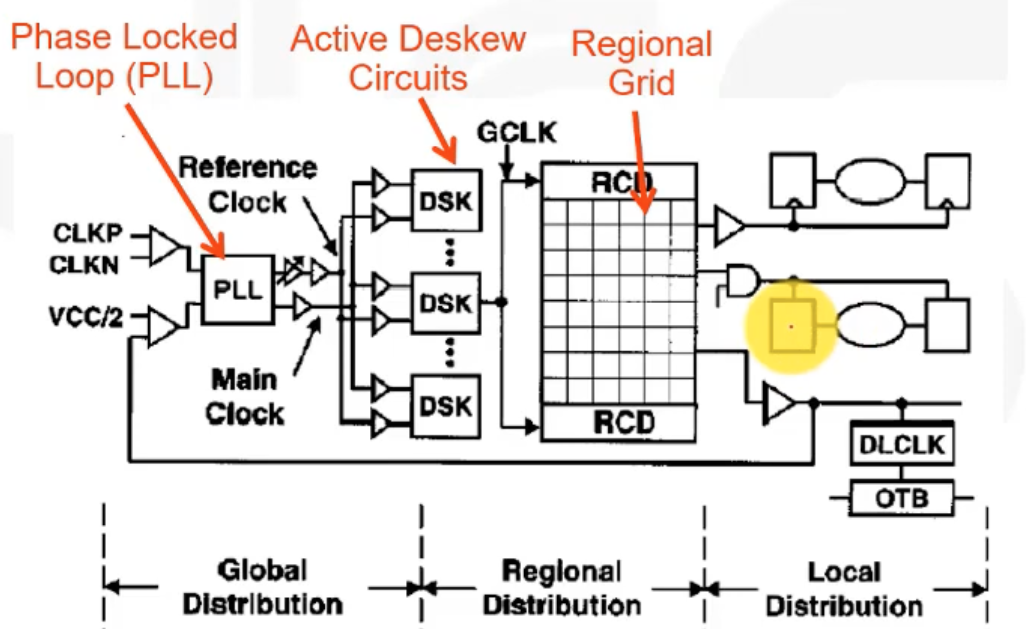 Phase Locked
Loop (PLL)
Active Deskew
Circuits
Regional
Grid
GCLK
Reference
Clock
RCD
DSK
CLKP
CLKN
PLL
DSK
VCC/2
Main
Clock
DSK
RCD
DLCLK
OTB
Global
Distribution
Regional
Distribution
Local
Distribution